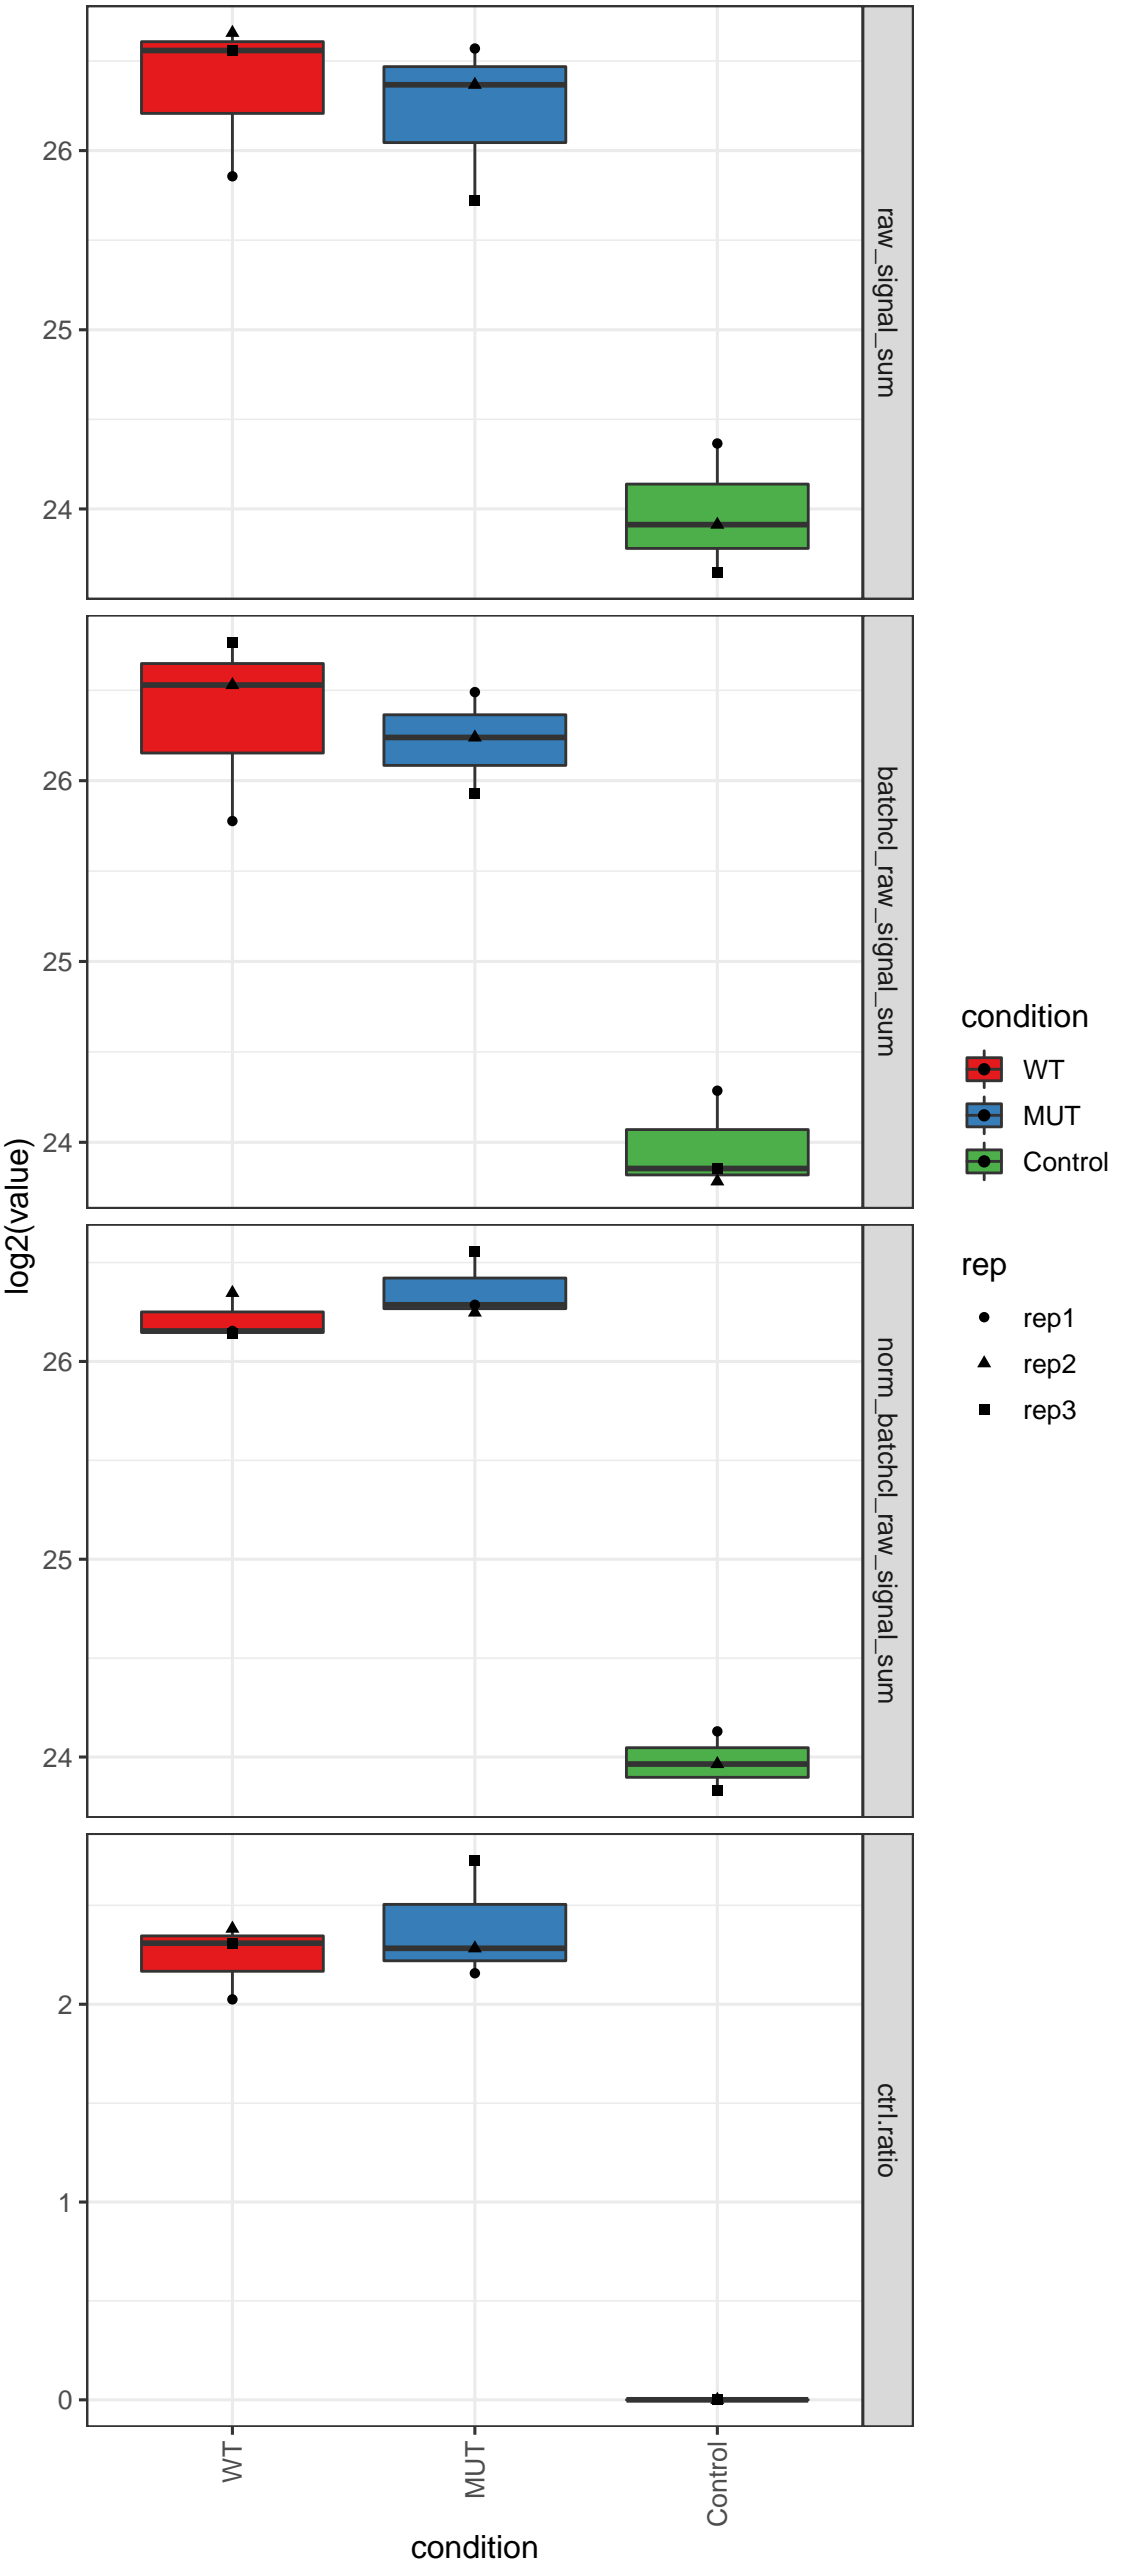 log2(value)
26
25
24
raw_signal_sum
26
25
24
batchcl_raw_signal_sum
26
25
24
norm_batchcl_raw_signal_sum
2
1
0
ctrl.ratio
WT
MUT
Control
condition
condition
WT
MUT
Control
rep
rep1
rep2
rep3